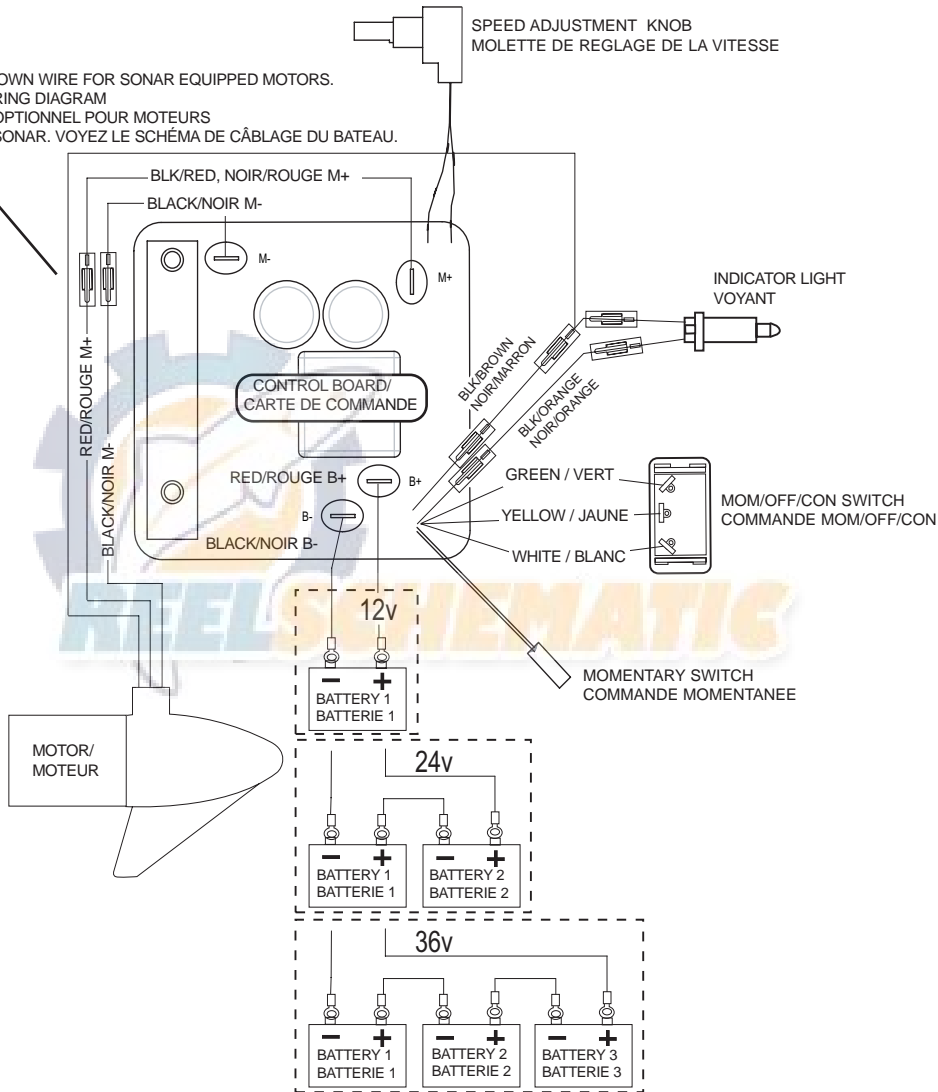 SPEED ADJUSTMENT KNOB
MOLETTE DE REGLAGE DE LA VITESSE
OWN WIRE FOR SONAR EQUIPPED MOTORS.
RING DIAGRAM
OPTIONNEL POUR MOTEURS
SONAR. VOYEZ LE SCHÉMA DE CÂBLAGE DU BATEAU.
BLK/RED, NOIR/ROUGE M+
BLACK/NOIR M-
M-
M+
INDICATOR LIGHT
VOYANT
RED/ROUGE M+
BLACK/NOIR M-
CONTROL BOARD/
CARTE DE COMMANDE
BLK/BROWN
NOIR/MARRON
BLK/ORANGE
NOIR/ORANGE
RED/ROUGE B+
B+
B-
BLACK/NOIR B-
GREEN / VERT
YELLOW / JAUNE
WHITE / BLANC
MOM/OFF/CON SWITCH
COMMANDE MOM/OFF/CON
REELSCHEMATIC
MOMENTARY SWITCH
COMMANDE MOMENTANEE
MOTOR/
MOTEUR
12v
- +
BATTERY 1
BATTERIE 1
24v
- + - +
BATTERY 1 BATTERY 2
BATTERIE 1 BATTERIE 2
36v
- + - + - +
BATTERY 1 BATTERY 2 BATTERY 3
BATTERIE 1 BATTERIE 2 BATTERIE 3